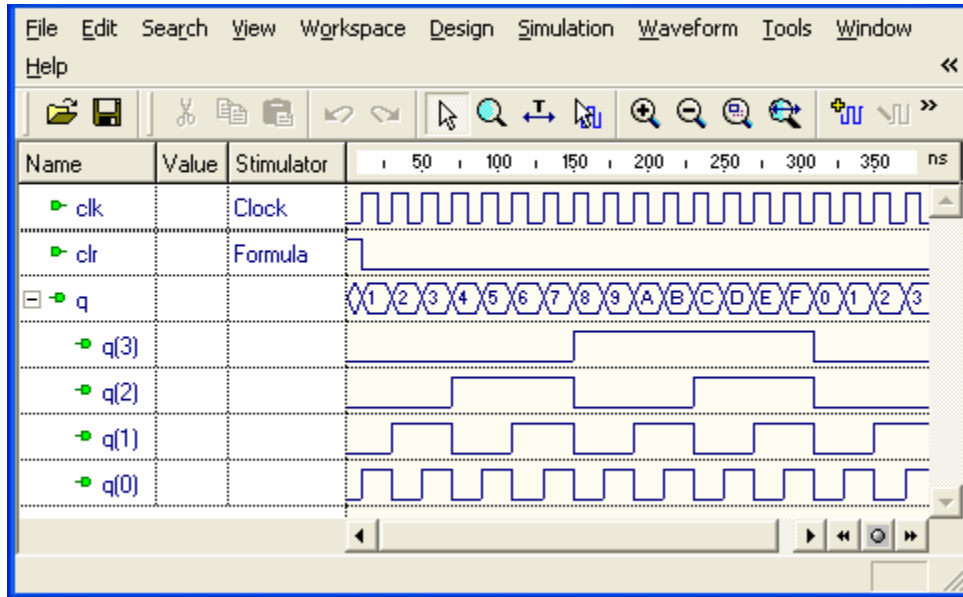 File Edit Search View Workspace Design Simulation Waveform Tools Window
Help «
T »
Name Value Stimulator 50 100 150 200 250 300 350 ns
clk Clock
clr Formula
q 1 2 3 4 5 6 7 8 9 A B C D E F 0 1 2 3
q(3)
q(2)
q(1)
q(0)